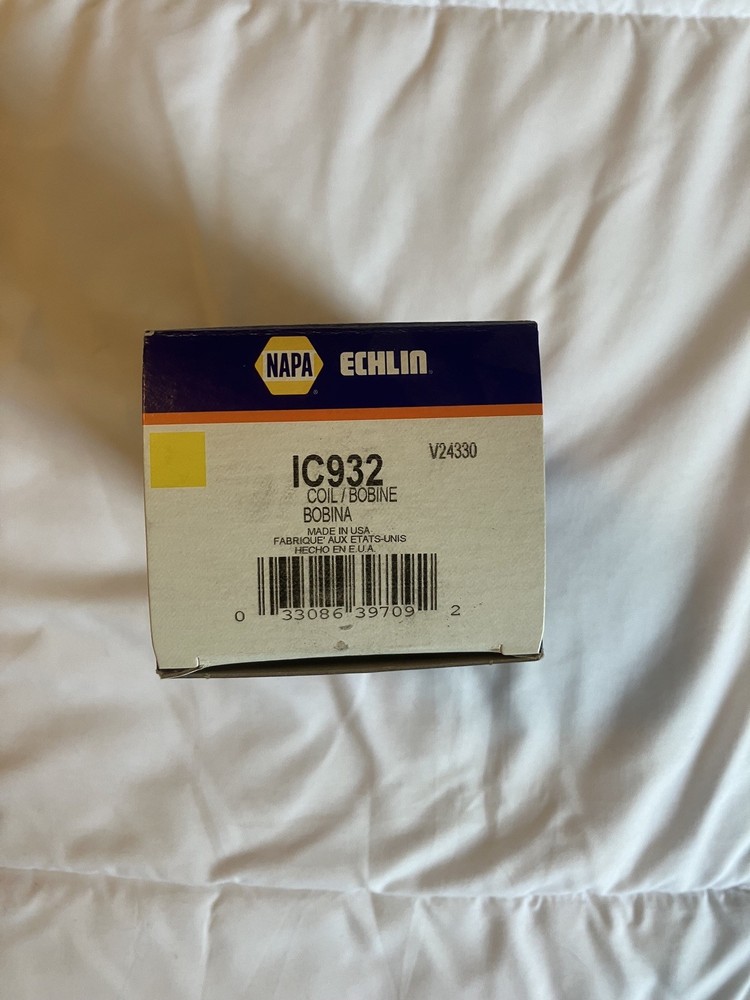 NAPA ECHLIN
V24330
IC932
COIL / BOBINE
BOBINA
MADE IN USA
FABRIQUE' AUX ETATS-UNIS
HECHO EN E.U.A.
0 33086 39709 2